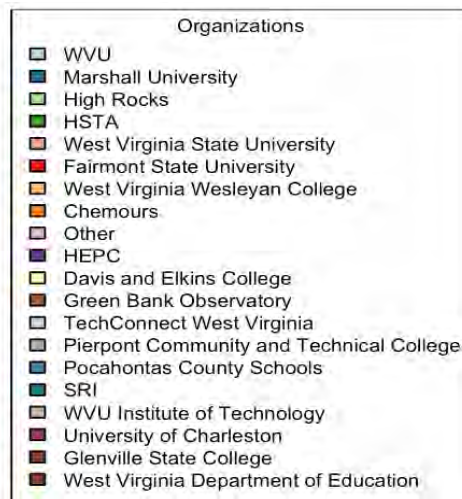 Organizations
WVU
Marshall University
High Rocks
HSTA
West Virginia State University
Fairmont State University
West Virginia Wesleyan College
Chemours
Other
HEPC
Davis and Elkins College
Green Bank Observatory
TechConnect West Virginia
Pierpont Community and Technical College
Pocahontas County Schools
SRI
WVU Institute of Technology
University of Charleston
Glenville State College
West Virginia Department of Education